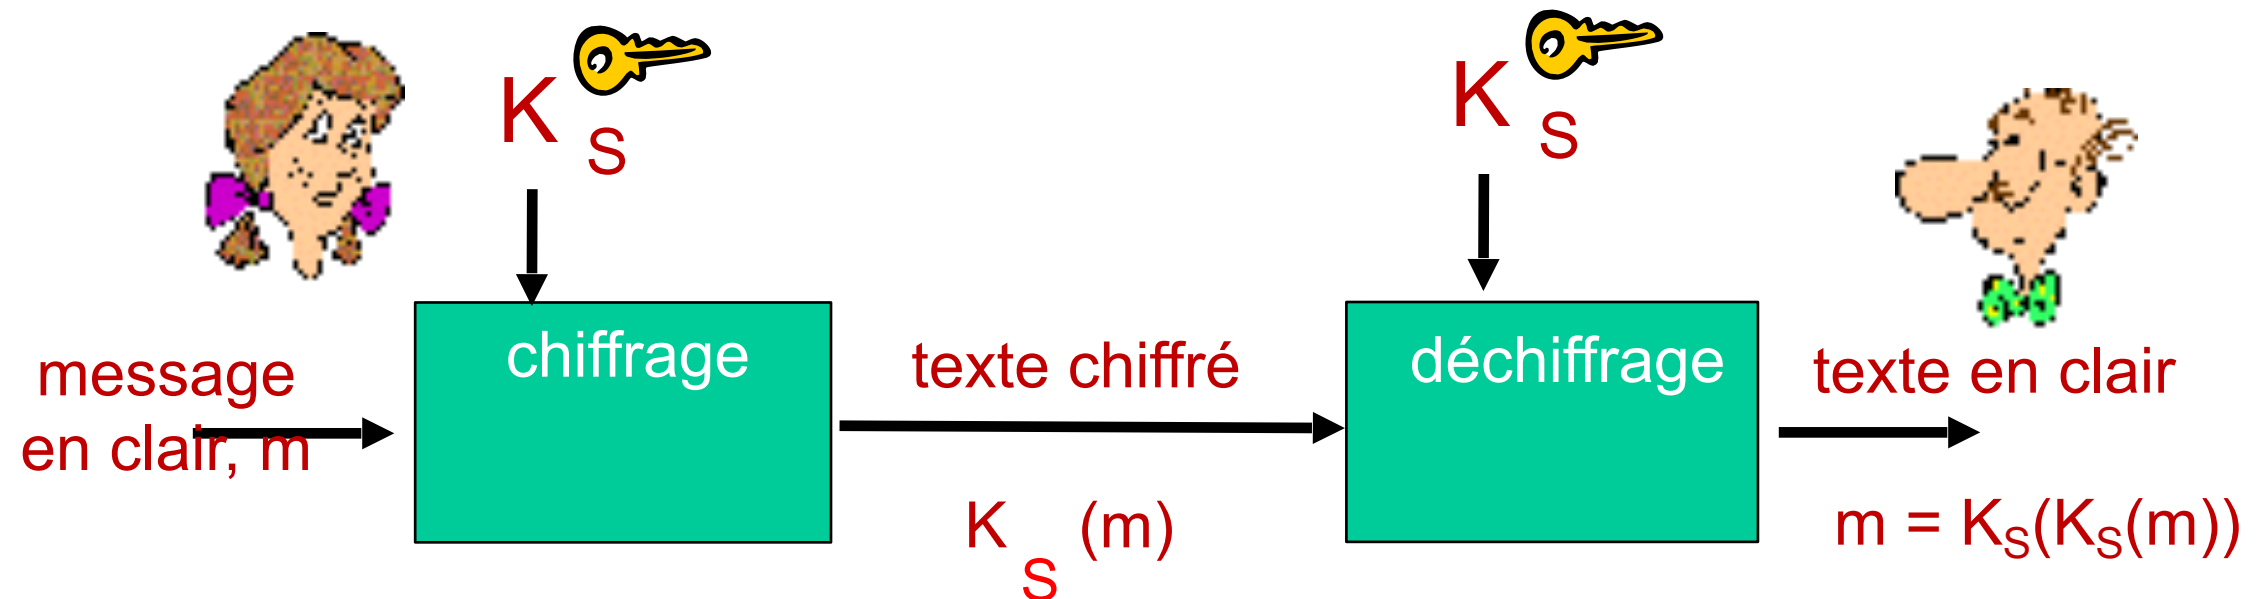 K S
K S
chiffrage
déchiffrage
message
en clair, m
texte chiffré
texte en clair
K S (m)
m = KS(KS(m))